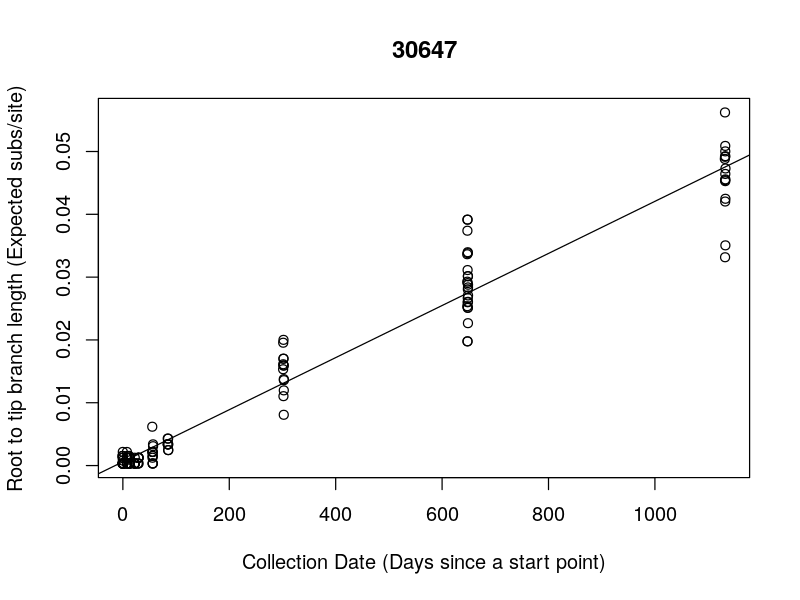 30647
Root to tip branch length (Expected subs/site)
0.05
0.04
0.03
0.02
0.01
0.00
0 200 400 600 800 1000
Collection Date (Days since a start point)